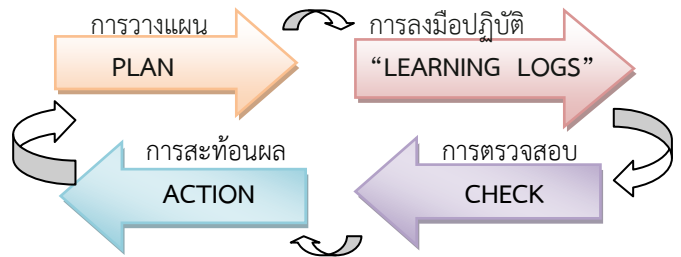 การวางแผน
PLAN
การลงมือปฏิบัติ
“LEARNING LOGS”
การสะท้อนผล
ACTION
การตรวจสอบ
CHECK